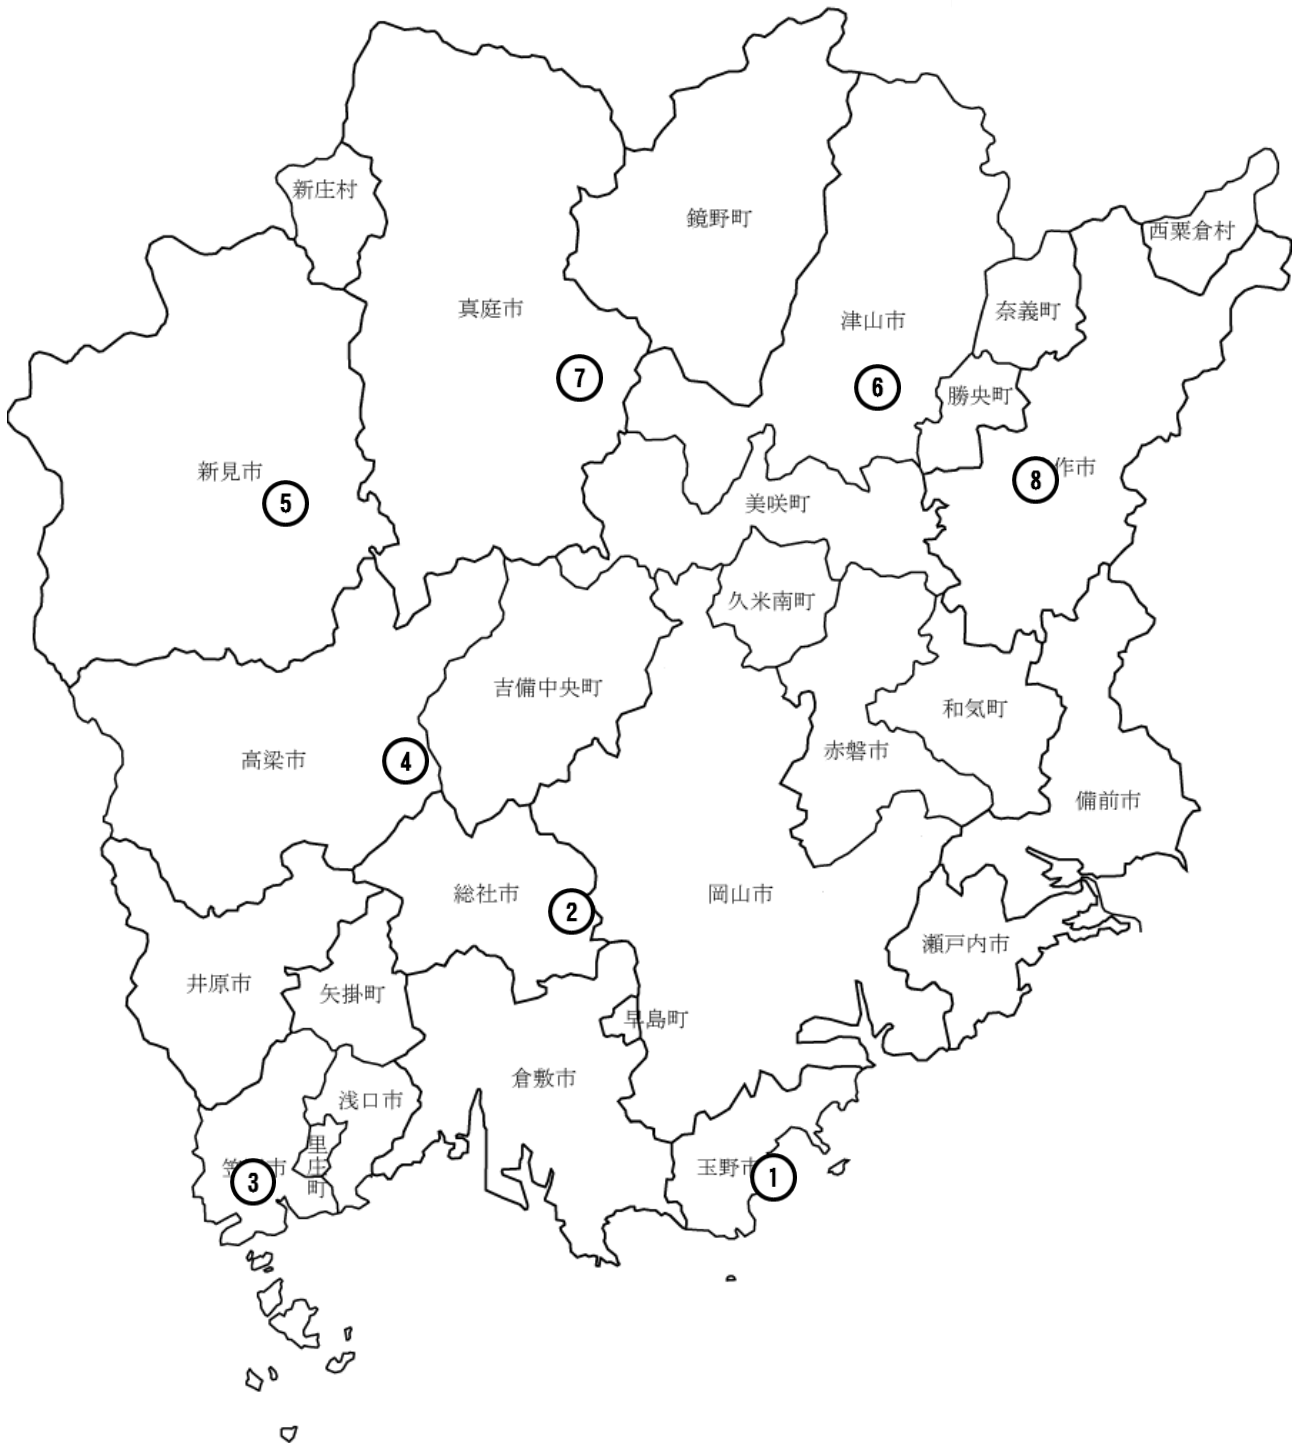 新庄村
鏡野町
西粟倉村
真庭市
奈義町
津山市
7
6
勝央町
新見市
作市
8
5
美咲町
久米南町
吉備中央町
和気町
赤磐市
高梁市
4
備前市
総社市
岡山市
2
瀬戸内市
井原市
矢掛町
早島町
倉敷市
浅口市
里庄町
玉野市
1
3